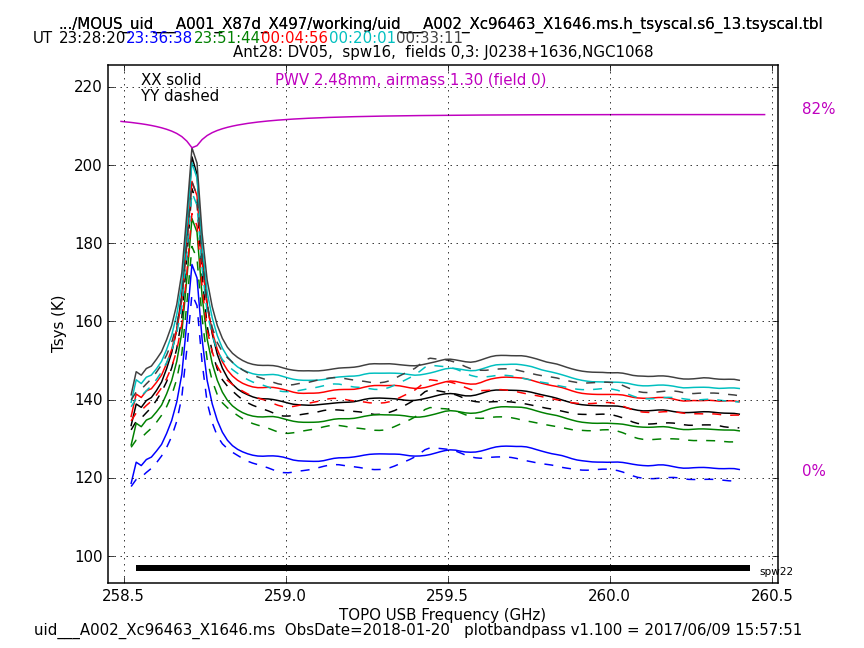 .../MOUS_uid___A001_X87d_X497/working/uid___A002_Xc96463_X1646.ms.h_tsyscal.s6_13.tsyscal.tbl
UT 23:28:20 23:36:38 23:51:44 00:04:56 00:20:01 00:33:11
Ant28: DV05,  spw16,  fields 0,3: J0238+1636,NGC1068
XX solid
PWV 2.48mm, airmass 1.30 (field 0)
YY dashed
82%
0%
220
200
180
160
140
120
100
Tsys (K)
spw22
258.5 259.0 259.5 260.0 260.5
TOPO USB Frequency (GHz)
uid___A002_Xc96463_X1646.ms  ObsDate=2018-01-20   plotbandpass v1.100 = 2017/06/09 15:57:51